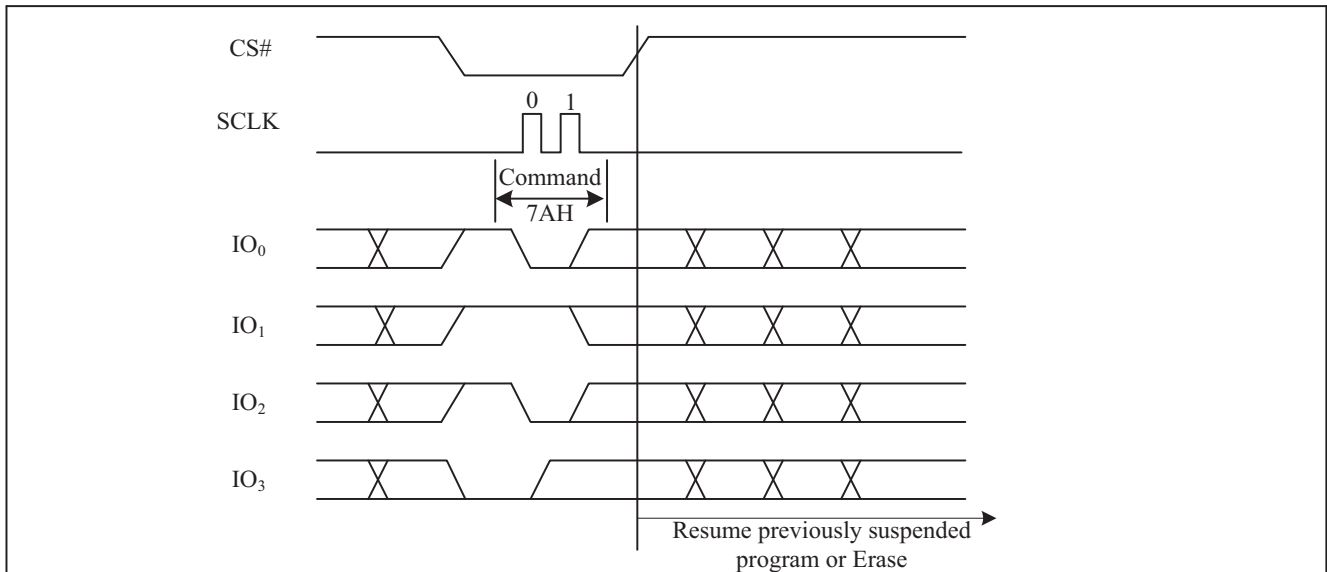 CS#
0 1
SCLK
Command
7AH
IO₀
IO₁
IO₂
IO₃
Resume previously suspended
program or Erase